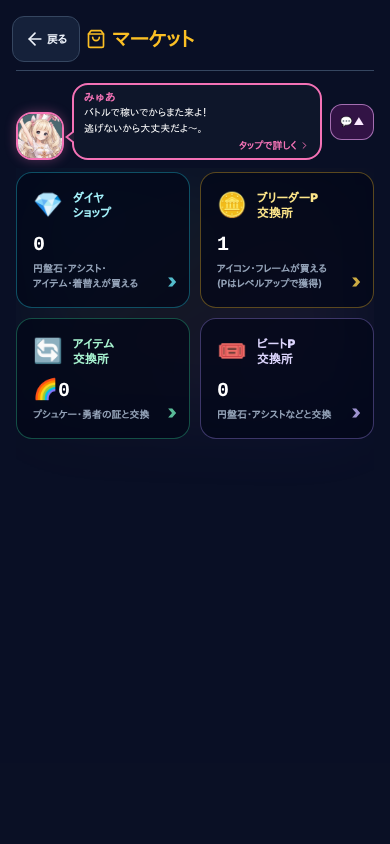 戻る
マーケット
みゅあ
バトルで稼いでからまた来よ！
逃げないから大丈夫だよ〜。
タップで詳しく
ダイヤ
ショップ
0
円盤石・アシスト・
アイテム・着替えが買える
ブリーダーP
交換所
1
アイコン・フレームが買える
(Pはレベルアップで獲得)
アイテム
交換所
0
プシュケー・勇者の証と交換
ビートP
交換所
0
円盤石・アシストなどと交換